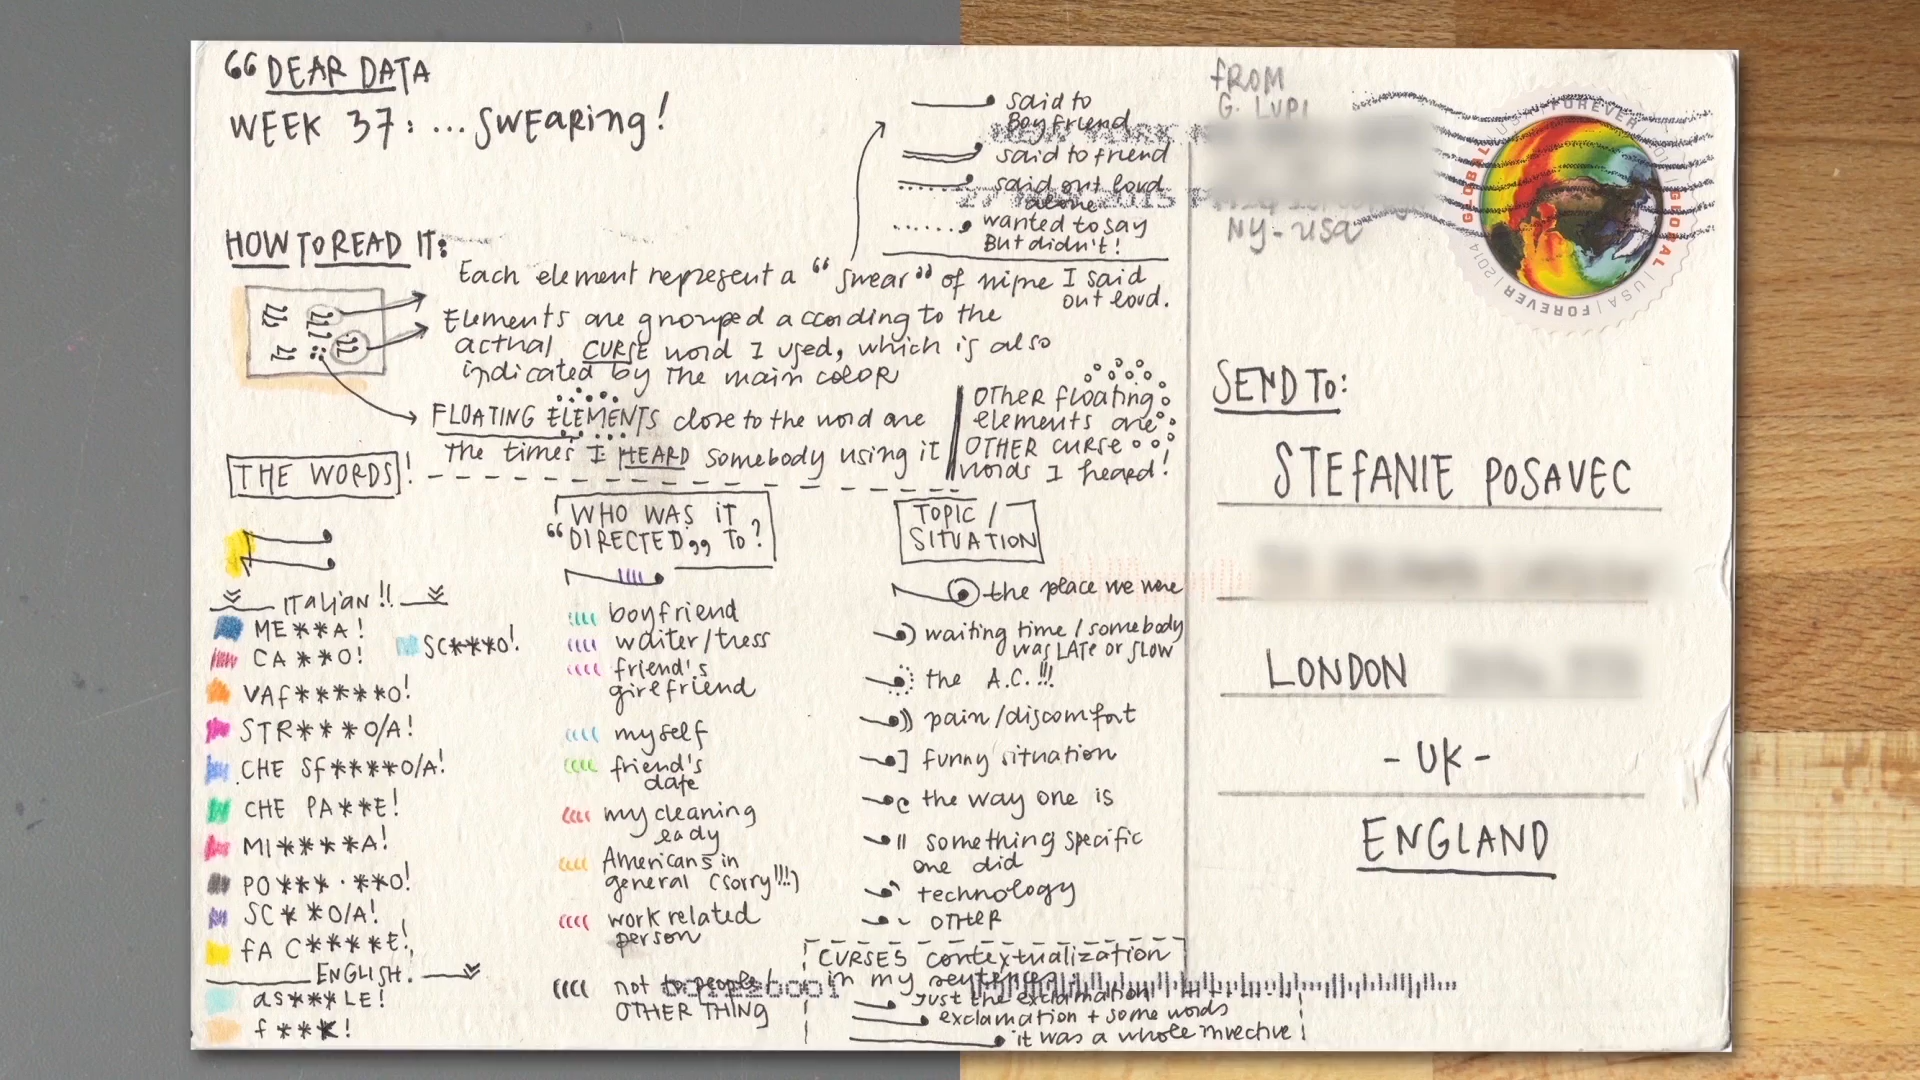 “ DEAR DATA
WEEK 37: ... SWEARING!
said to
Boyfriend
said to friend
said out loud
alone
wanted to say
But didn't!
HOW TO READ IT:
Each element represent a “swear” of mine I said
out loud.
Elements are grouped according to the
actual CURSE word I used, which is also
indicated by the main color
FLOATING ELEMENTS close to the word are
the times I HEARD somebody using it
OTHER floating
elements are
OTHER CURSE
words I heard!
THE WORDS!
Italian!!
ME**A!
SC***O!
CA**O!
VAf*****O!
STR***O/A!
CHE Sf****O/A!
CHE PA**E!
MI****A!
PO***·**O!
SC**O/A!
fA C****E!
ENGLISH.
as***LE!
f***!
WHO WAS IT
“DIRECTED„ TO?
boyfriend
waiter/tress
friend's
girlfriend
myself
friend's
date
my cleaning
lady
Americans in
general (sorry!!!)
work related
person
not to people/
OTHER THING
TOPIC/
SITUATION
the place we were
waiting time/somebody
was LATE or SLOW
the A.C.!!!
pain/discomfort
funny situation
the way one is
something specific
one did
technology
OTHER
CURSES contextualization
in my sentences
Just the exclamation
exclamation + some words
it was a whole invective!
FROM
G. LUPI
NY-USA
GLOBAL | USA | FOREVER | 2014
SEND TO:
STEFANIE POSAVEC
LONDON
-UK-
ENGLAND